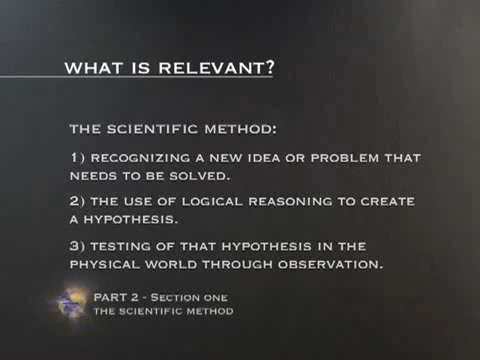 WHAT IS RELEVANT?
THE SCIENTIFIC METHOD:
1) RECOGNIZING A NEW IDEA OR PROBLEM THAT
NEEDS TO BE SOLVED.
2) THE USE OF LOGICAL REASONING TO CREATE
A HYPOTHESIS.
3) TESTING OF THAT HYPOTHESIS IN THE
PHYSICAL WORLD THROUGH OBSERVATION.
PART 2 - SECTION ONE
THE SCIENTIFIC METHOD